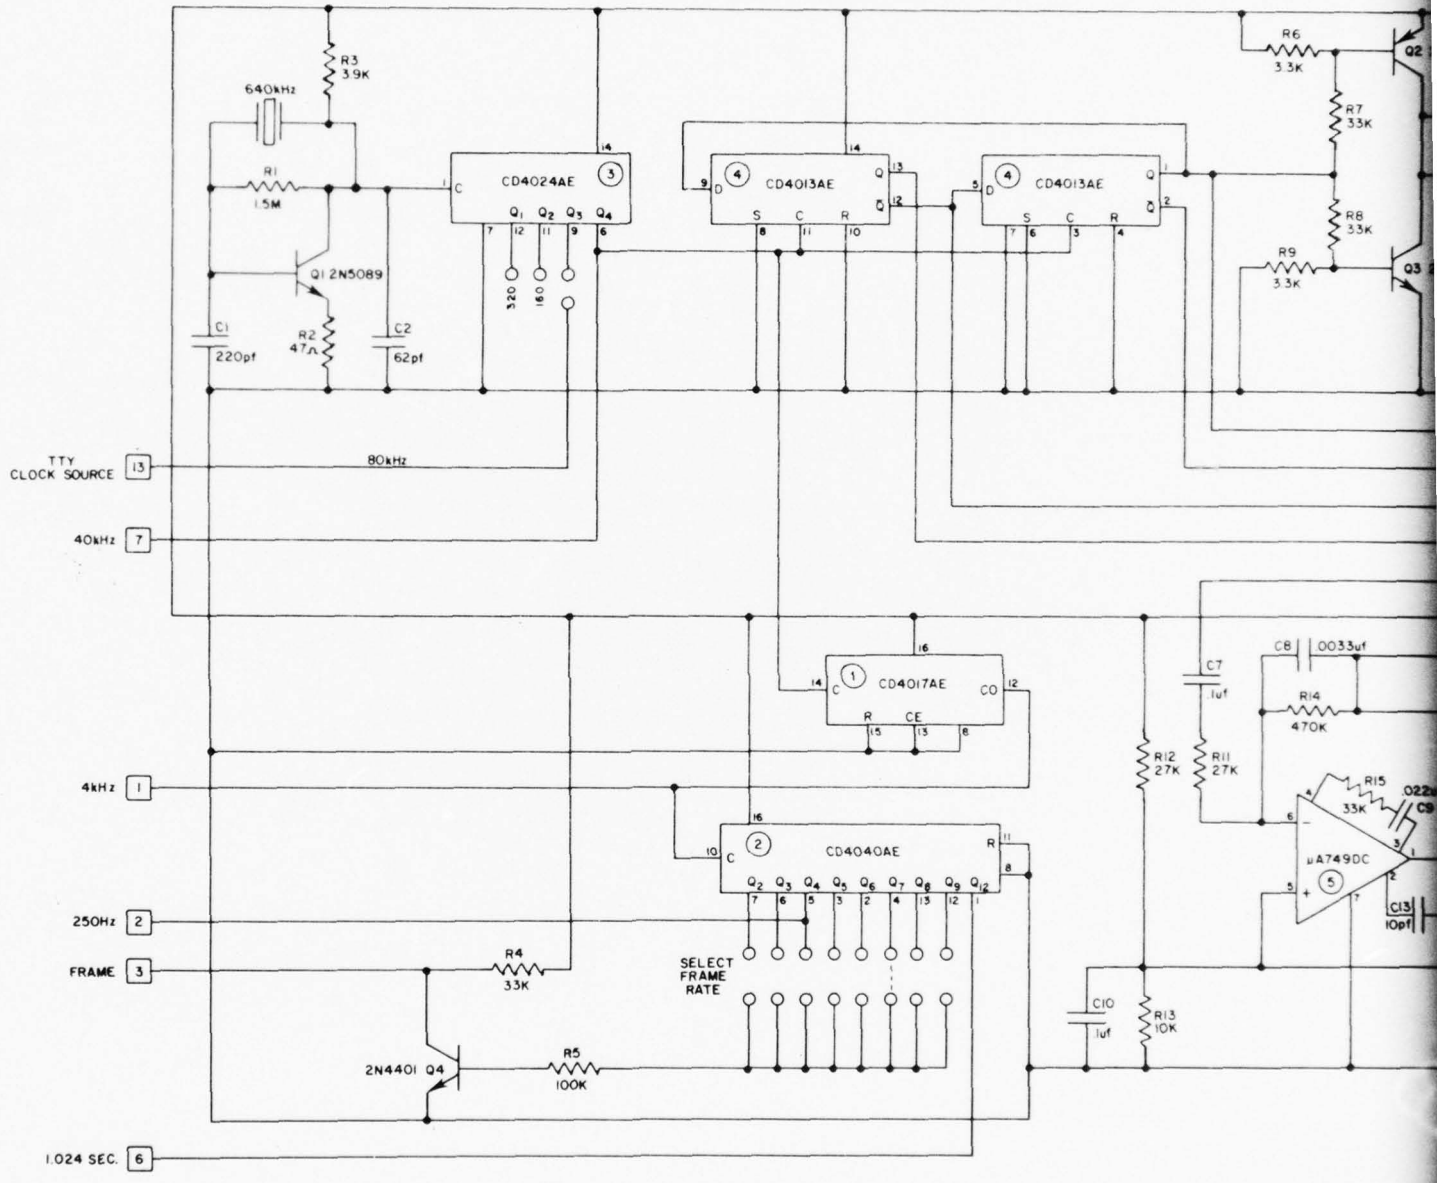 R3
3.9K
640kHz
R1
1.5M
Q1 2N5089
R2
47Ω
C1
220pf
C2
62pf
1
C
CD4024AE
3
14
Q1 Q2 Q3 Q4
7
12
11
9
6
320
160
14
9
D
4
CD4013AE
Q
13
Q̅
12
S
C
R
8
11
10
5
D
4
CD4013AE
Q
1
Q̅
2
S
C
R
7
6
3
4
R6
3.3K
Q2
R7
33K
R8
33K
R9
3.3K
Q3
TTY
CLOCK SOURCE
13
80kHz
40kHz
7
16
14
C
1
CD4017AE
CO
12
R
CE
15
13
8
4kHz
1
16
10
C
2
CD4040AE
R
11
8
Q2 Q3 Q4 Q5 Q6 Q7 Q8 Q9 Q12
7
6
5
3
2
4
13
12
1
250Hz
2
FRAME
3
R4
33K
SELECT
FRAME
RATE
2N4401 Q4
R5
100K
1.024 SEC.
6
C7
.1uf
R12
27K
R11
27K
C8
.0033uf
R14
470K
R15
33K
.022u
C9
4
6
−
3
1
μA749DC
5
5
+
2
7
C13
10pf
C10
.1uf
R13
10K